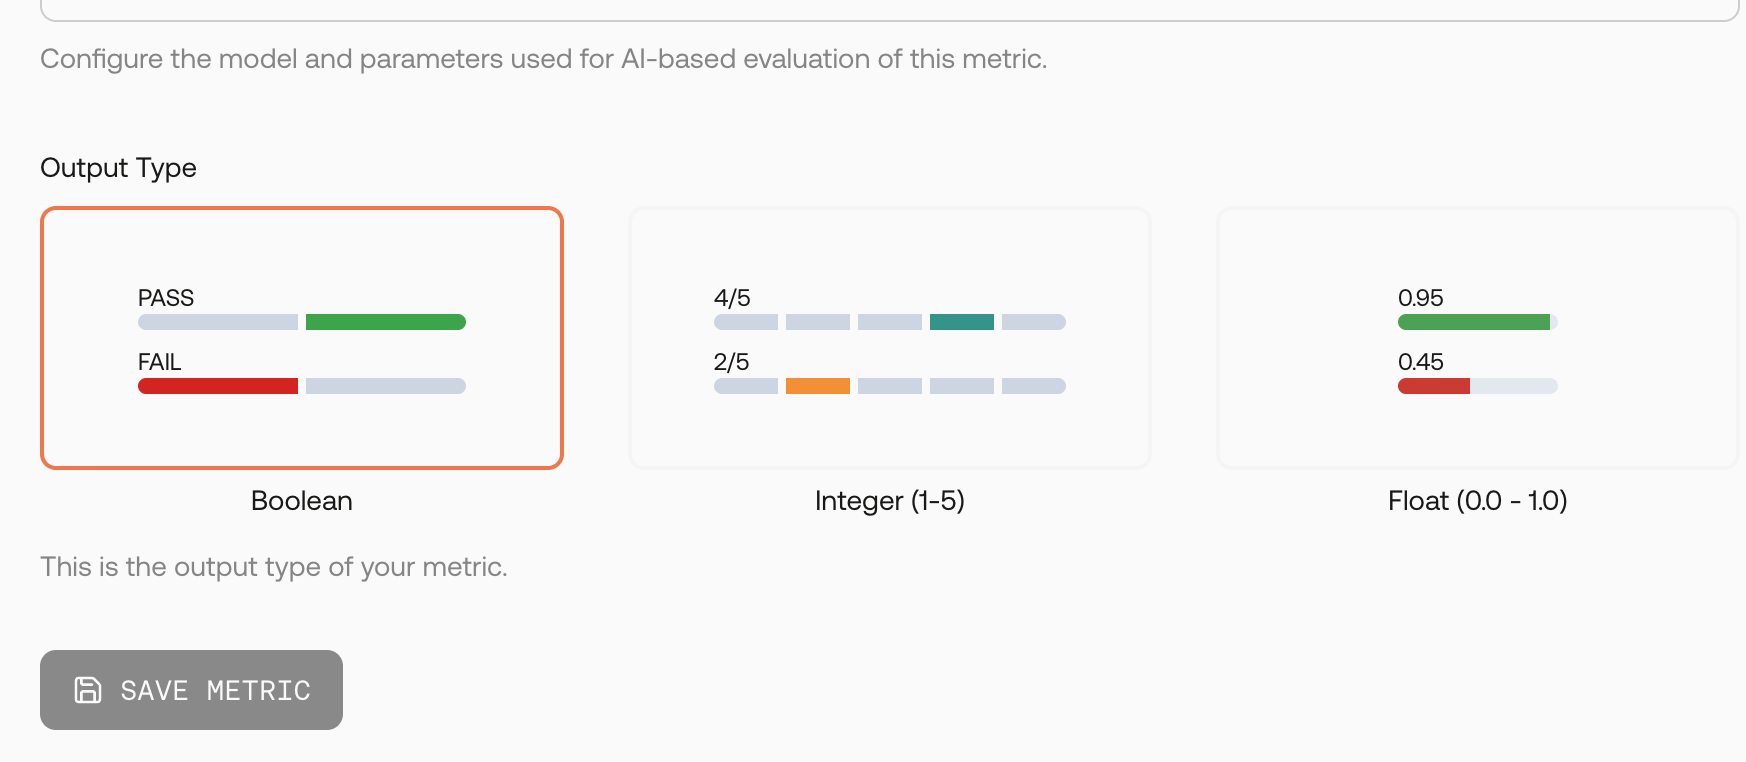 Configure the model and parameters used for AI-based evaluation of this metric.
Output Type
PASS
FAIL
Boolean
4/5
2/5
Integer (1-5)
0.95
0.45
Float (0.0 - 1.0)
This is the output type of your metric.
SAVE METRIC